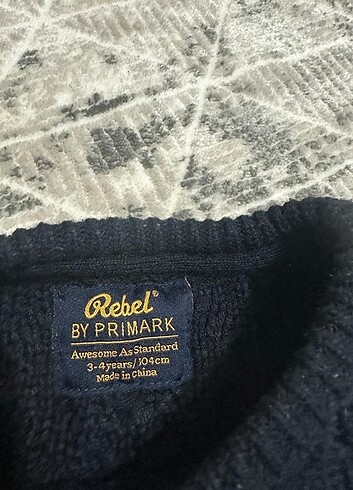 Rebel®
BY PRIMARK
Awesome As Standard
3-4years/104cm
Made in China